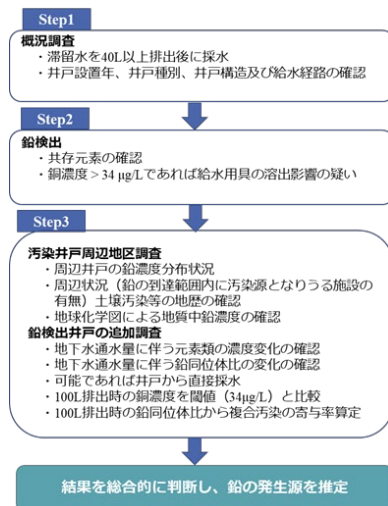 Step1
概況調査
・滞留水を40L以上排出後に採水
・井戸設置年、井戸種別、井戸構造及び給水経路の確認
Step2
鉛検出
・共存元素の確認
・銅濃度 > 34 μg/Lであれば給水用具の溶出影響の疑い
Step3
汚染井戸周辺地区調査
・周辺井戸の鉛濃度分布状況
・周辺状況（鉛の到達範囲内に汚染源となりうる施設の
有無）土壌汚染等の地歴の確認
・地球化学図による地質中鉛濃度の確認
鉛検出井戸の追加調査
・地下水通水量に伴う元素類の濃度変化の確認
・地下水通水量に伴う鉛同位体比の変化の確認
・可能であれば井戸から直接採水
・100L排出時の銅濃度を閾値（34μg/L）と比較
・100L排出時の鉛同位体比から複合汚染の寄与率算定
結果を総合的に判断し、鉛の発生源を推定